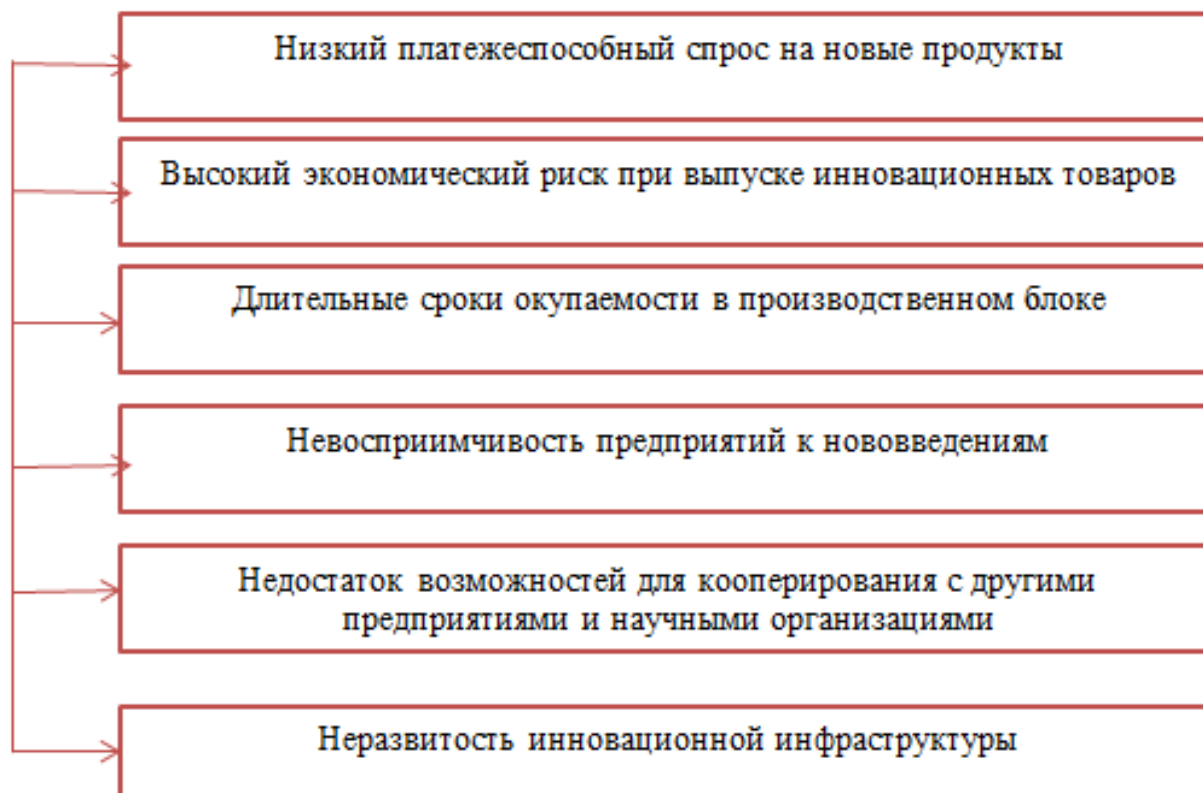 Низкий платежеспособный спрос на новые продукты
Высокий экономический риск при выпуске инновационных товаров
Длительные сроки окупаемости в производственном блоке
Невосприимчивость предприятий к нововведениям
Недостаток возможностей для кооперирования с другими
предприятиями и научными организациями
Неразвитость инновационной инфраструктуры